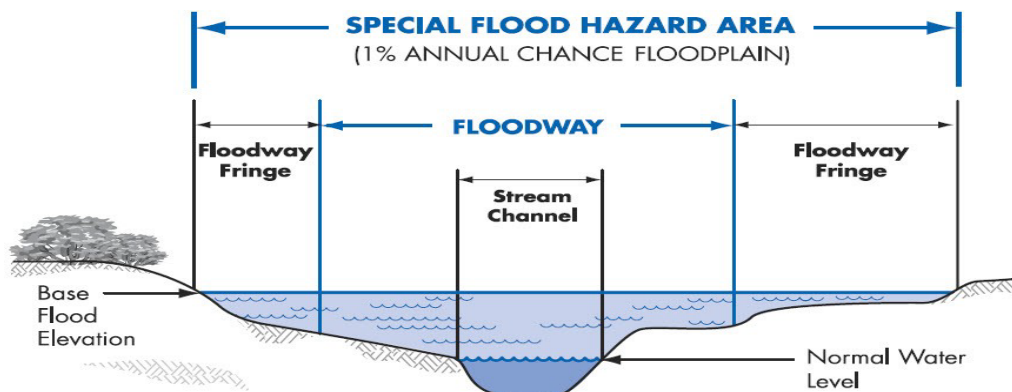 SPECIAL FLOOD HAZARD AREA
(1% ANNUAL CHANCE FLOODPLAIN)
FLOODWAY
Floodway
Fringe
Stream
Channel
Floodway
Fringe
Base
Flood
Elevation
Normal Water
Level